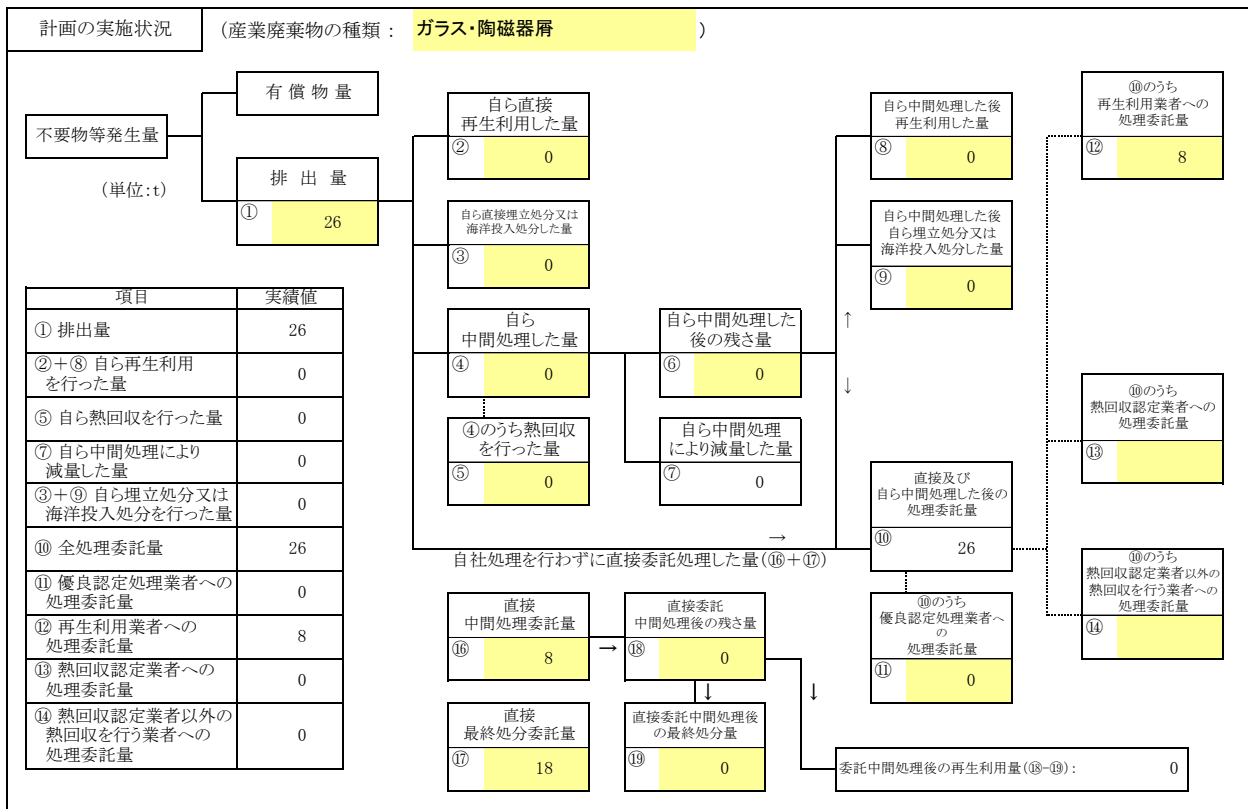 計画の実施状況
(産業廃棄物の種類: ガラス・陶磁器屑 )
不要物等発生量
(単位:t)
有償物量
排出量
① 26
自ら直接
再生利用した量
② 0
自ら直接埋立処分又は
海洋投入処分した量
③ 0
自ら
中間処理した量
④ 0
④のうち熱回収
を行った量
⑤ 0
自ら中間処理した
後の残さ量
⑥ 0
自ら中間処理
により減量した量
⑦ 0
自ら中間処理した後
再生利用した量
⑧ 0
自ら中間処理した後
自ら埋立処分又は
海洋投入処分した量
⑨ 0
↑
↓
→
直接及び
自ら中間処理した後の
処理委託量
⑩ 26
⑩のうち
優良認定処理業者へ
の
処理委託量
⑪ 0
⑩のうち
再生利用業者への
処理委託量
⑫ 8
⑩のうち
熱回収認定業者への
処理委託量
⑬
⑩のうち
熱回収認定業者以外の
熱回収を行う業者への
処理委託量
⑭
自社処理を行わずに直接委託処理した量(⑯+⑰)
直接
中間処理委託量
⑯ 8
→
直接委託
中間処理後の残さ量
⑱ 0
↓
↓
直接
最終処分委託量
⑰ 18
直接委託中間処理後
の最終処分量
⑲ 0
委託中間処理後の再生利用量(⑱-⑲): 0
項目 実績値
① 排出量 26
②+⑧ 自ら再生利用
を行った量 0
⑤ 自ら熱回収を行った量 0
⑦ 自ら中間処理により
減量した量 0
③+⑨ 自ら埋立処分又は
海洋投入処分を行った量 0
⑩ 全処理委託量 26
⑪ 優良認定処理業者への
処理委託量 0
⑫ 再生利用業者への
処理委託量 8
⑬ 熱回収認定業者への
処理委託量 0
⑭ 熱回収認定業者以外の
熱回収を行う業者への
処理委託量 0